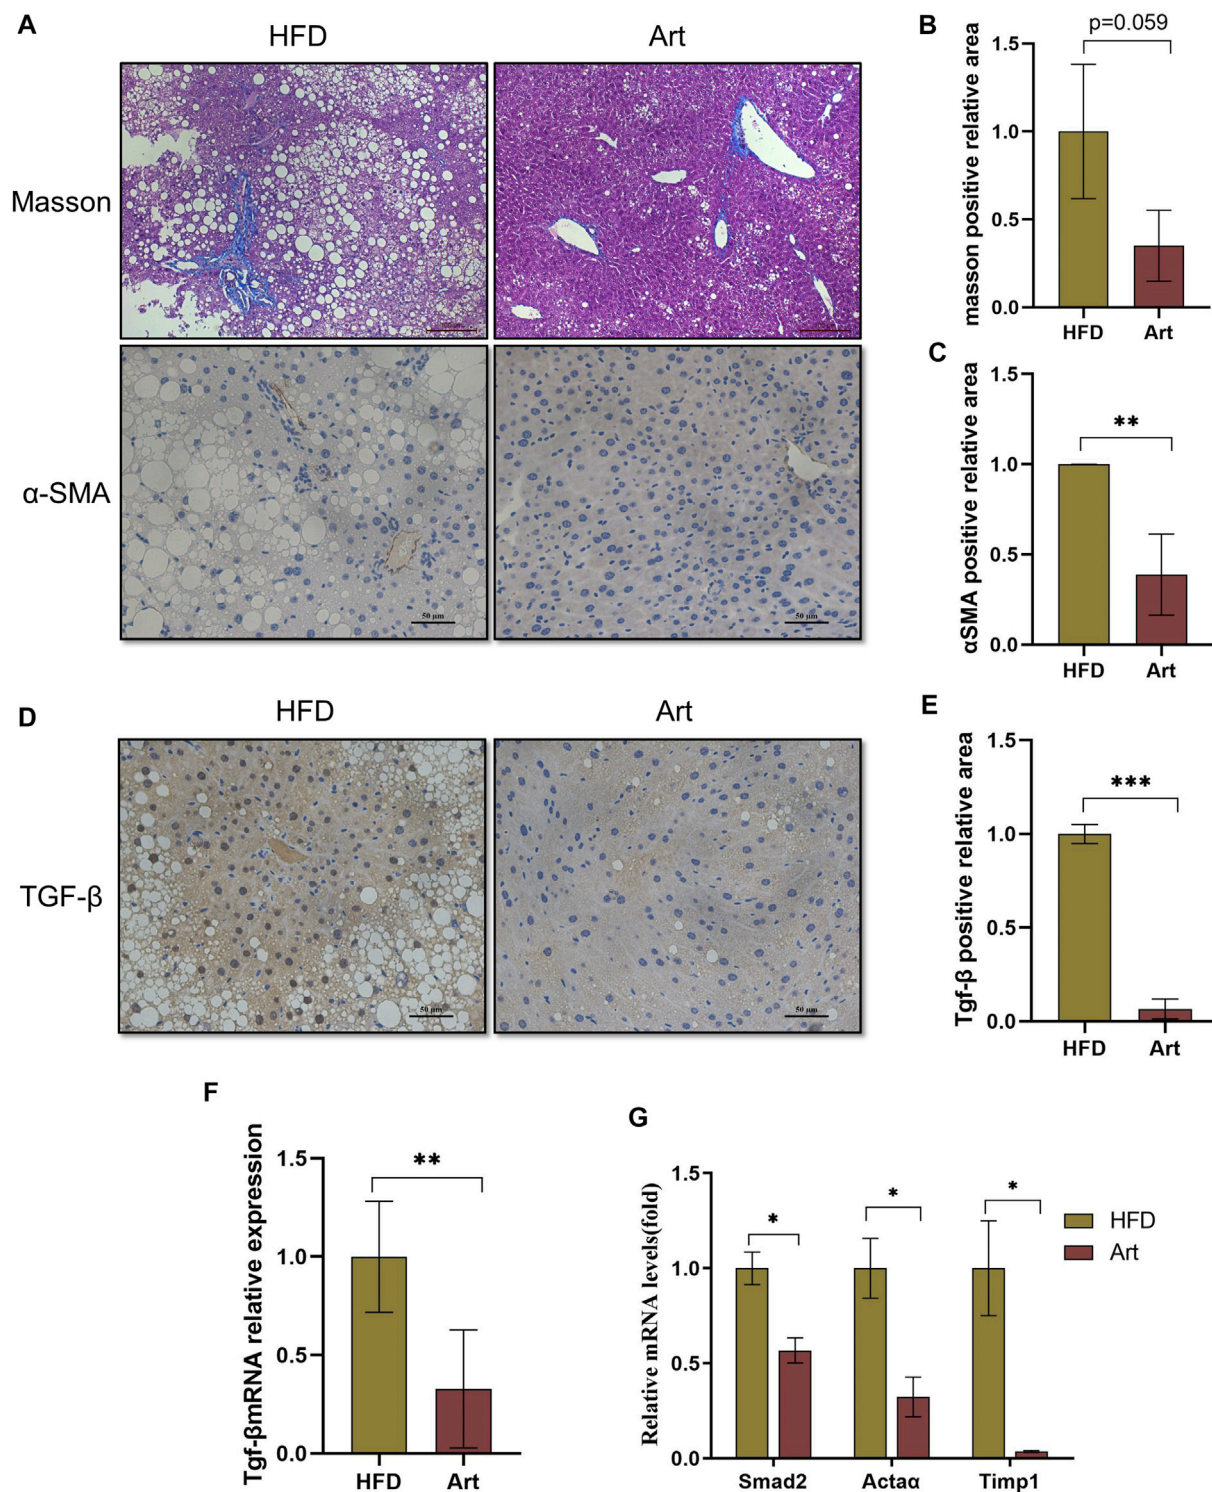 A
HFD
Art
Masson
100 μm
100 μm
α-SMA
50 μm
50 μm
B
p=0.059
masson positive relative area
1.5
1.0
0.5
0.0
HFD
Art
C
αSMA positive relative area
1.5
1.0
0.5
0.0
**
HFD
Art
D
HFD
Art
TGF-β
50 μm
50 μm
E
Tgf-β positive relative area
1.5
1.0
0.5
0.0
***
HFD
Art
F
Tgf-βmRNA relative expression
1.5
1.0
0.5
0.0
**
HFD
Art
G
Relative mRNA levels(fold)
1.5
1.0
0.5
0.0
*
*
*
Smad2
Actaα
Timp1
HFD
Art